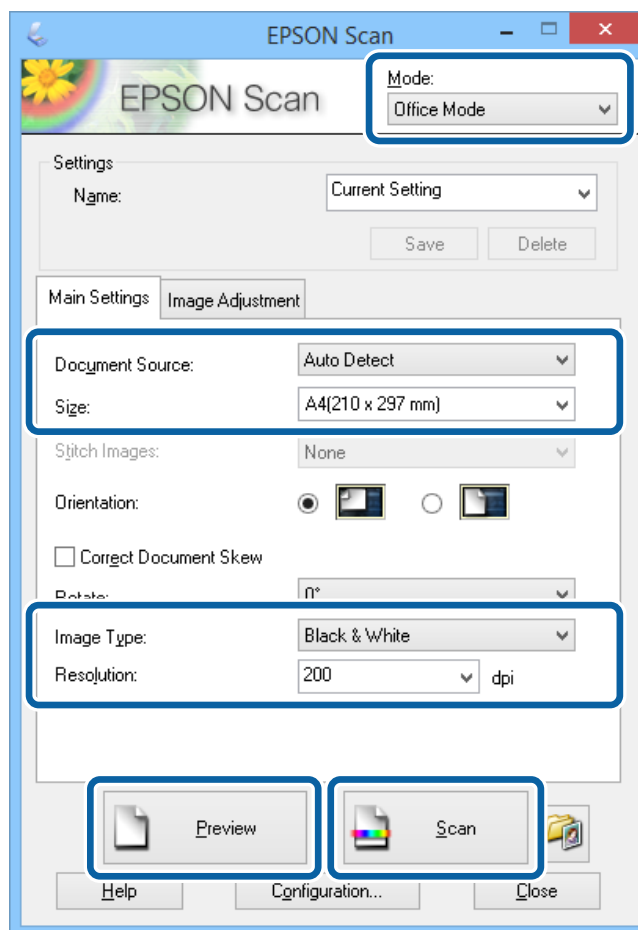 EPSON Scan
EPSON Scan
Mode:
Office Mode
Settings
Name:
Current Setting
Save Delete
Main Settings Image Adjustment
Document Source: Auto Detect
Size: A4(210 x 297 mm)
Stitch Images: None
Orientation:
Correct Document Skew
Rotate: 0°
Image Type: Black & White
Resolution: 200 dpi
Preview Scan
Help Configuration... Close